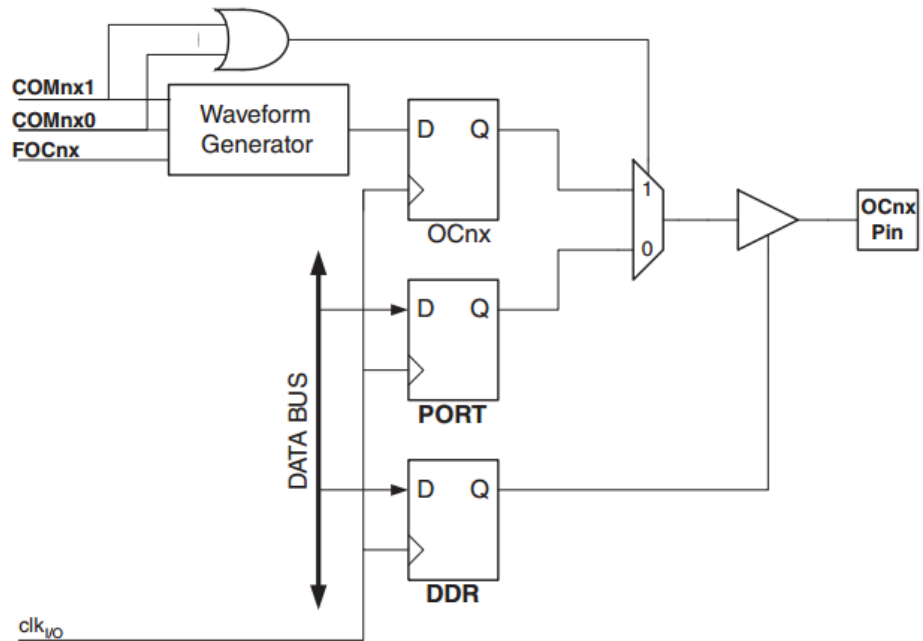 COMnx1
COMnx0
FOCnx
Waveform
Generator
D Q
OCnx
1
0
OCnx
Pin
D Q
PORT
DATA BUS
D Q
DDR
clkI/O